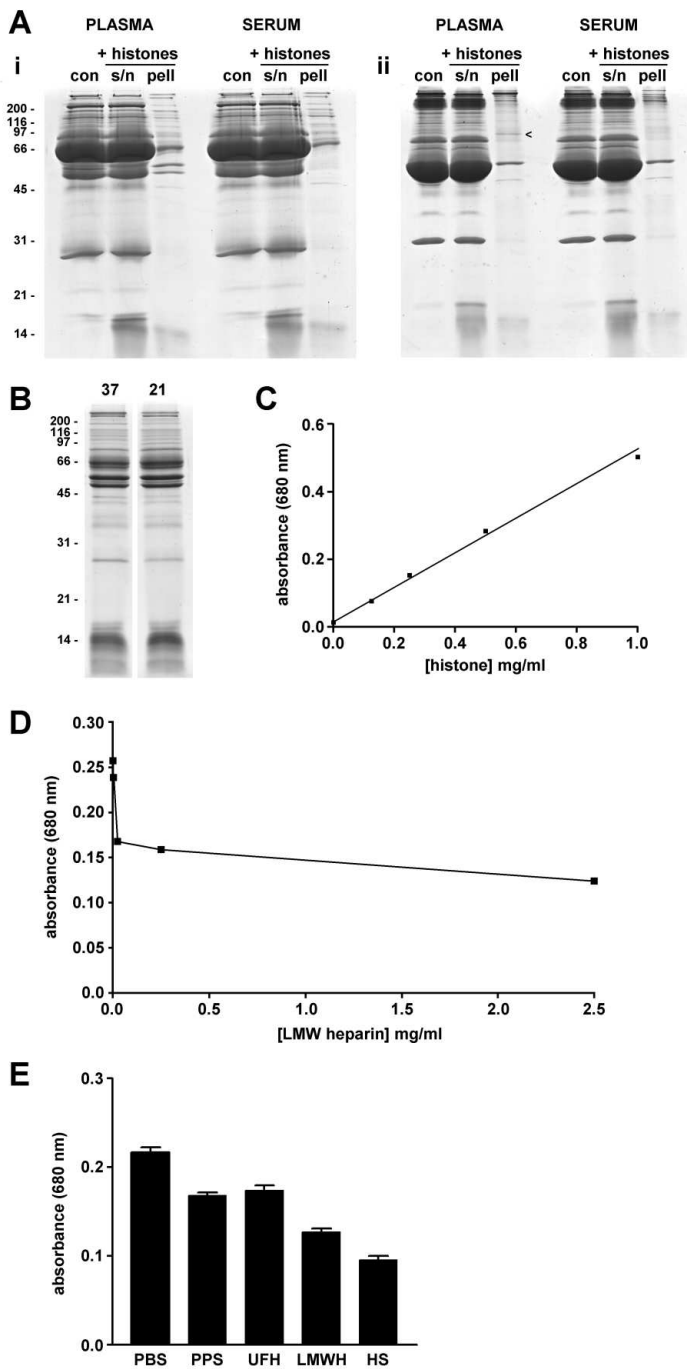 A
PLASMA SERUM
+ histones + histones
i con s/n pell con s/n pell
200 -
116 -
97 -
66 -
45 -
31 -
21 -
14 -
PLASMA SERUM
+ histones + histones
ii con s/n pell con s/n pell
<
B
37 21
200 -
116 -
97 -
66 -
45 -
31 -
21 -
14 -
C
absorbance (680 nm)
0.6
0.4
0.2
0.0
0.0 0.2 0.4 0.6 0.8 1.0
[histone] mg/ml
D
absorbance (680 nm)
0.30
0.25
0.20
0.15
0.10
0.05
0.0
0.0 0.5 1.0 1.5 2.0 2.5
[LMW heparin] mg/ml
E
absorbance (680 nm)
0.3
0.2
0.1
0.0
PBS PPS UFH LMWH HS